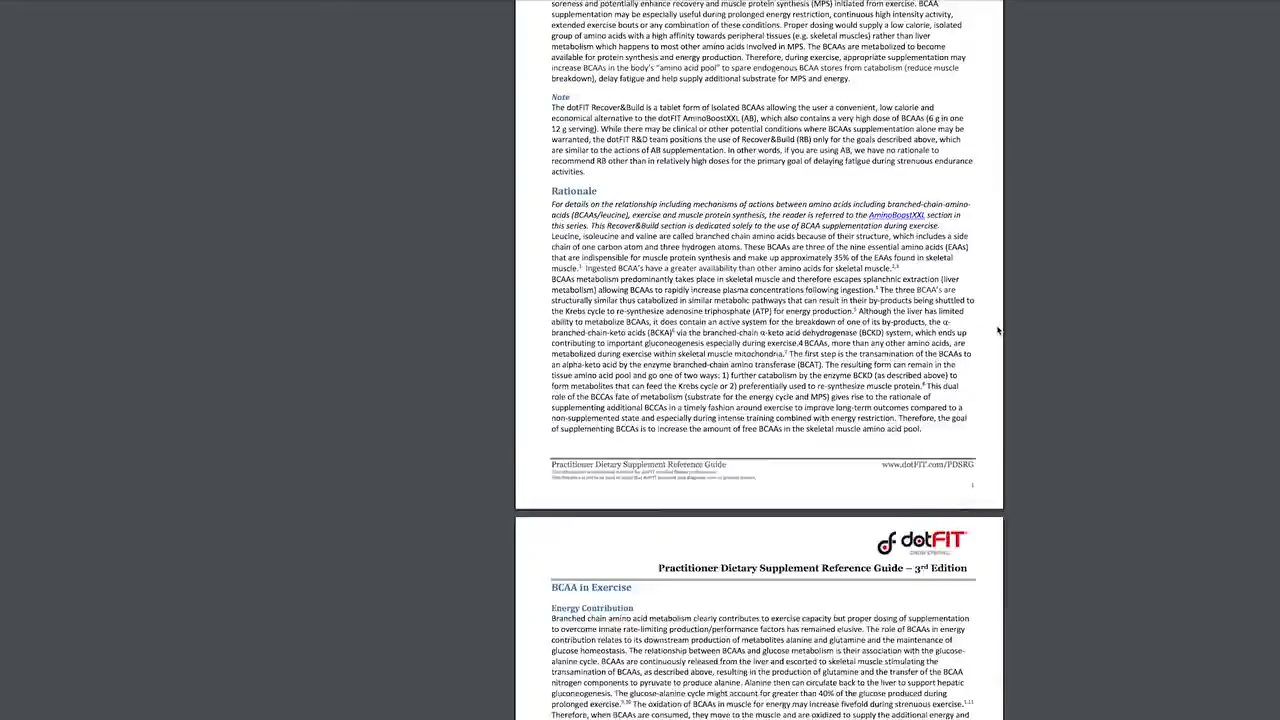 soreness and potentially enhance recovery and muscle protein synthesis (MPS) initiated from exercise. BCAA
supplementation may be especially useful during prolonged energy restriction, continuous high intensity activity,
extended exercise bouts or any combination of these conditions. Proper dosing would supply a low calorie, isolated
group of amino acids with a high affinity towards peripheral tissues (e.g. skeletal muscles) rather than liver
metabolism which happens to most other amino acids involved in MPS. The BCAAs are metabolized to become
available for protein synthesis and energy production. Therefore, during exercise, appropriate supplementation may
increase BCAAs in the body's "amino acid pool" to spare endogenous BCAA stores from catabolism (reduce muscle
breakdown), delay fatigue and help supply additional substrate for MPS and energy.
Note
The dotFIT Recover&Build is a tablet form of isolated BCAAs allowing the user a convenient, low calorie and
economical alternative to the dotFIT AminoBoostXXL (AB), which also contains a very high dose of BCAAs (6 g in one
12 g serving). While there may be clinical or other potential conditions where BCAAs supplementation alone may be
warranted, the dotFIT R&D team positions the use of Recover&Build (RB) only for the goals described above, which
are similar to the actions of AB supplementation. In other words, if you are using AB, we have no rationale to
recommend RB other than in relatively high doses for the primary goal of delaying fatigue during strenuous endurance
activities.
Rationale
For details on the relationship including mechanisms of actions between amino acids including branched-chain-amino-
acids (BCAAs/leucine), exercise and muscle protein synthesis, the reader is referred to the AminoBoostXXL section in
this series. This Recover&Build section is dedicated solely to the use of BCAA supplementation during exercise.
Leucine, isoleucine and valine are called branched chain amino acids because of their structure, which includes a side
chain of one carbon atom and three hydrogen atoms. These BCAAs are three of the nine essential amino acids (EAAs)
that are indispensible for muscle protein synthesis and make up approximately 35% of the EAAs found in skeletal
muscle.1 Ingested BCAA's have a greater availability than other amino acids for skeletal muscle.2,3
BCAAs metabolism predominantly takes place in skeletal muscle and therefore escapes splanchnic extraction (liver
metabolism) allowing BCAAs to rapidly increase plasma concentrations following ingestion.3 The three BCAA's are
structurally similar thus catabolized in similar metabolic pathways that can result in their by-products being shuttled to
the Krebs cycle to re-synthesize adenosine triphosphate (ATP) for energy production.5 Although the liver has limited
ability to metabolize BCAAs, it does contain an active system for the breakdown of one of its by-products, the α-
branched-chain-keto acids (BCKA)6 via the branched-chain α-keto acid dehydrogenase (BCKD) system, which ends up
contributing to important gluconeogenesis especially during exercise.4 BCAAs, more than any other amino acids, are
metabolized during exercise within skeletal muscle mitochondria.7 The first step is the transamination of the BCAAs to
an alpha-keto acid by the enzyme branched-chain amino transferase (BCAT). The resulting form can remain in the
tissue amino acid pool and go one of two ways: 1) further catabolism by the enzyme BCKD (as described above) to
form metabolites that can feed the Krebs cycle or 2) preferentially used to re-synthesize muscle protein.8 This dual
role of the BCCAs fate of metabolism (substrate for the energy cycle and MPS) gives rise to the rationale of
supplementing additional BCCAs in a timely fashion around exercise to improve long-term outcomes compared to a
non-supplemented state and especially during intense training combined with energy restriction. Therefore, the goal
of supplementing BCCAs is to increase the amount of free BCAAs in the skeletal muscle amino acid pool.
Practitioner Dietary Supplement Reference Guide www.dotFIT.com/PDSRG
1
dotFIT
Practitioner Dietary Supplement Reference Guide – 3rd Edition
BCAA in Exercise
Energy Contribution
Branched chain amino acid metabolism clearly contributes to exercise capacity but proper dosing of supplementation
to overcome innate rate-limiting production/performance factors has remained elusive. The role of BCAAs in energy
contribution relates to its downstream production of metabolites alanine and glutamine and the maintenance of
glucose homeostasis. The relationship between BCAAs and glucose metabolism is their association with the glucose-
alanine cycle. BCAAs are continuously released from the liver and escorted to skeletal muscle stimulating the
transamination of BCAAs, as described above, resulting in the production of glutamine and the transfer of the BCAA
nitrogen components to pyruvate to produce alanine. Alanine then can circulate back to the liver to support hepatic
gluconeogenesis. The glucose-alanine cycle might account for greater than 40% of the glucose produced during
prolonged exercise.9,10 The oxidation of BCAAs in muscle for energy may increase fivefold during strenuous exercise.1,11
Therefore, when BCAAs are consumed, they move to the muscle and are oxidized to supply the additional energy and